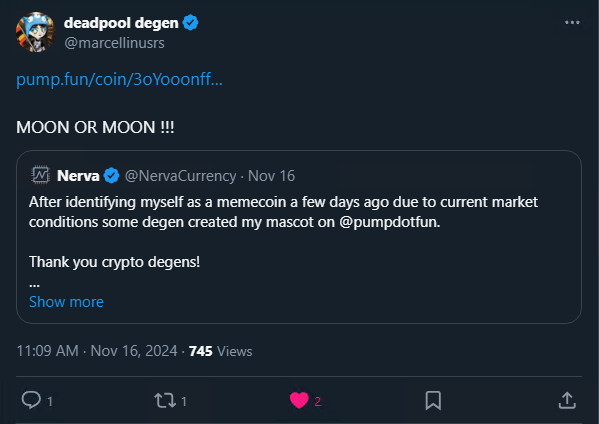 deadpool degen
@marcellinusrs
pump.fun/coin/3oYooonff...
MOON OR MOON !!!
Nerva @NervaCurrency · Nov 16
After identifying myself as a memecoin a few days ago due to current market
conditions some degen created my mascot on @pumpdotfun.
Thank you crypto degens!
...
Show more
11:09 AM · Nov 16, 2024 · 745 Views
1 1 2